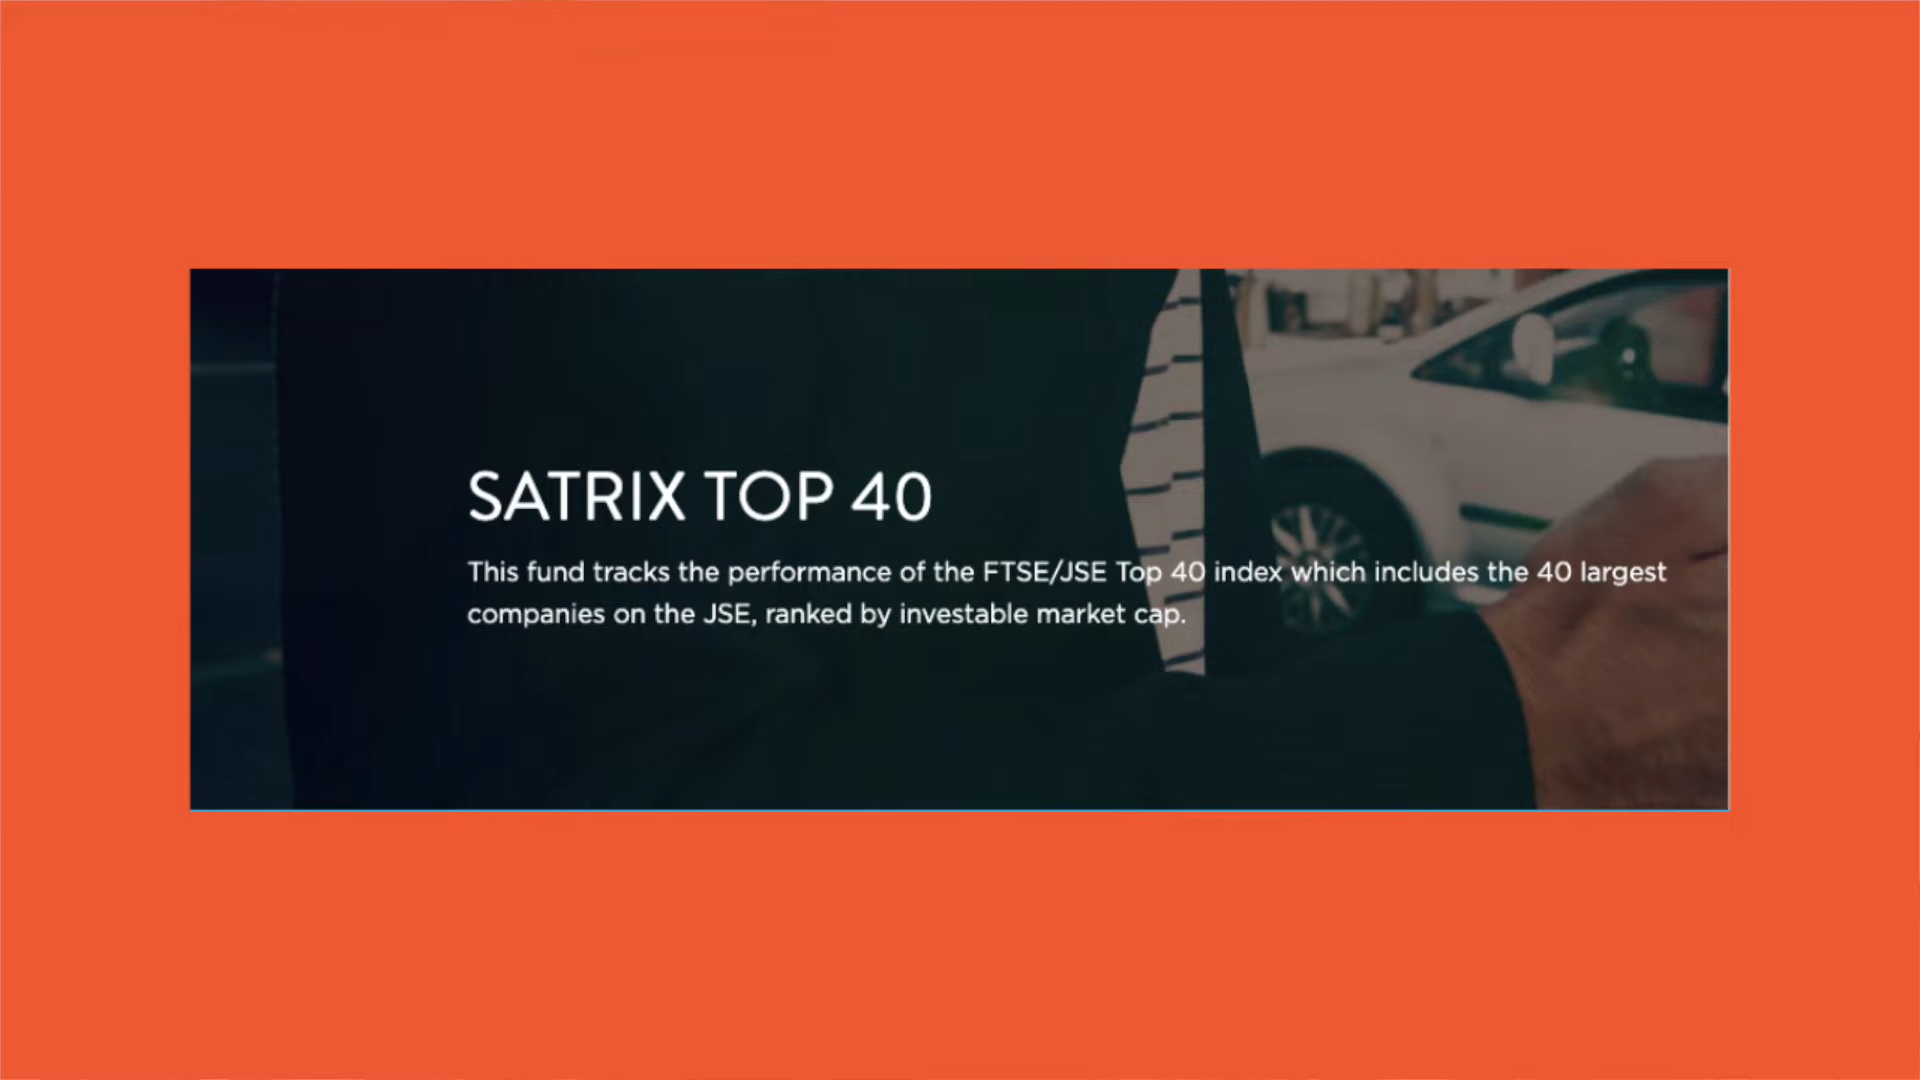 SATRIX TOP 40
This fund tracks the performance of the FTSE/JSE Top 40 index which includes the 40 largest
companies on the JSE, ranked by investable market cap.